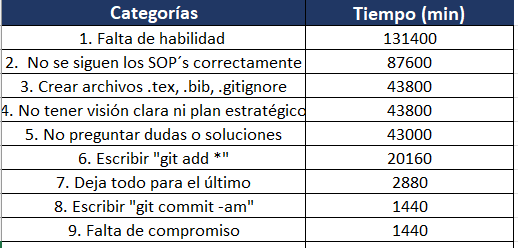 Categorías Tiempo (min)
1. Falta de habilidad 131400
2. No se siguen los SOP´s correctamente 87600
3. Crear archivos .tex, .bib, .gitignore 43800
4. No tener visión clara ni plan estratégico 43800
5. No preguntar dudas o soluciones 43000
6. Escribir "git add *" 20160
7. Deja todo para el último 2880
8. Escribir "git commit -am" 1440
9. Falta de compromiso 1440